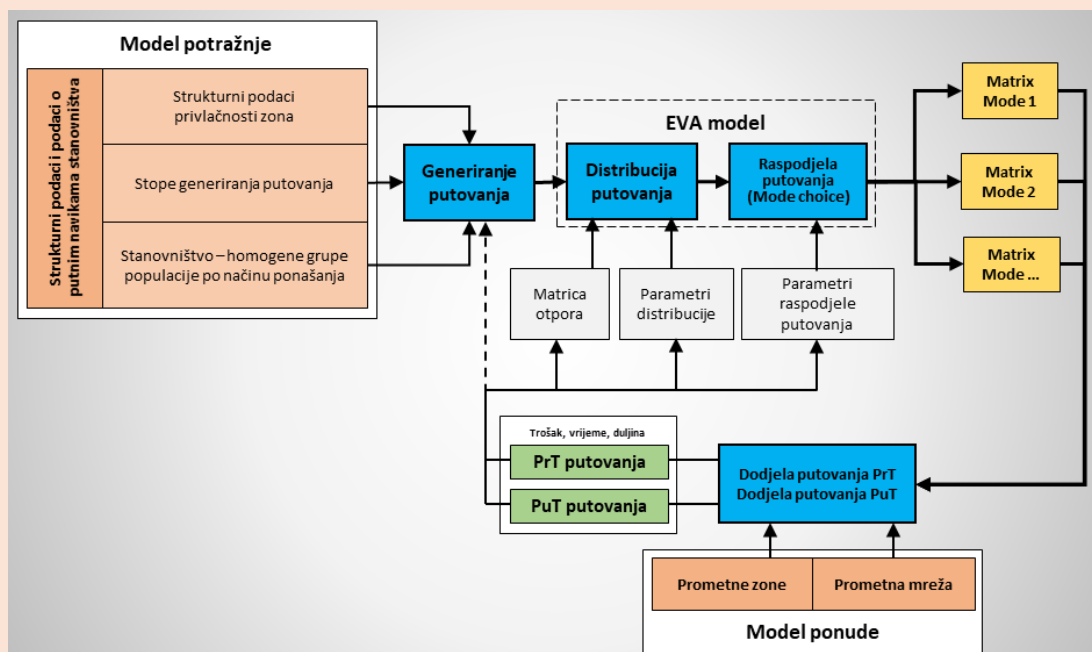 Model potražnje
Strukturni podaci i podaci o
putnim navikama stanovništva
Strukturni podaci
privlačnosti zona
Stope generiranja putovanja
Stanovništvo – homogene grupe
populacije po načinu ponašanja
Generiranje
putovanja
EVA model
Distribucija
putovanja
Raspodjela
putovanja
(Mode choice)
Matrix
Mode 1
Matrix
Mode 2
Matrix
Mode ...
Matrica
otpora
Parametri
distribucije
Parametri
raspodjele
putovanja
Trošak, vrijeme, duljina
PrT putovanja
PuT putovanja
Dodjela putovanja PrT
Dodjela putovanja PuT
Prometne zone
Prometna mreža
Model ponude